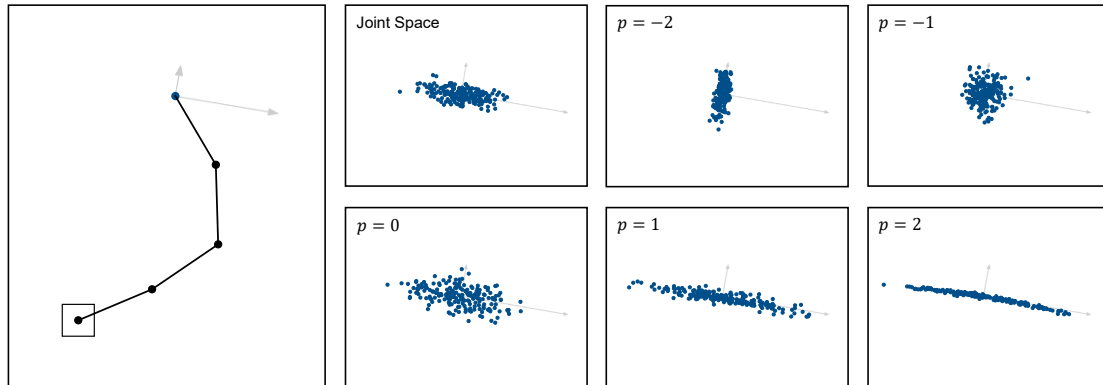 Joint Space
𝑝 = −2
𝑝 = −1
𝑝 = 0
𝑝 = 1
𝑝 = 2